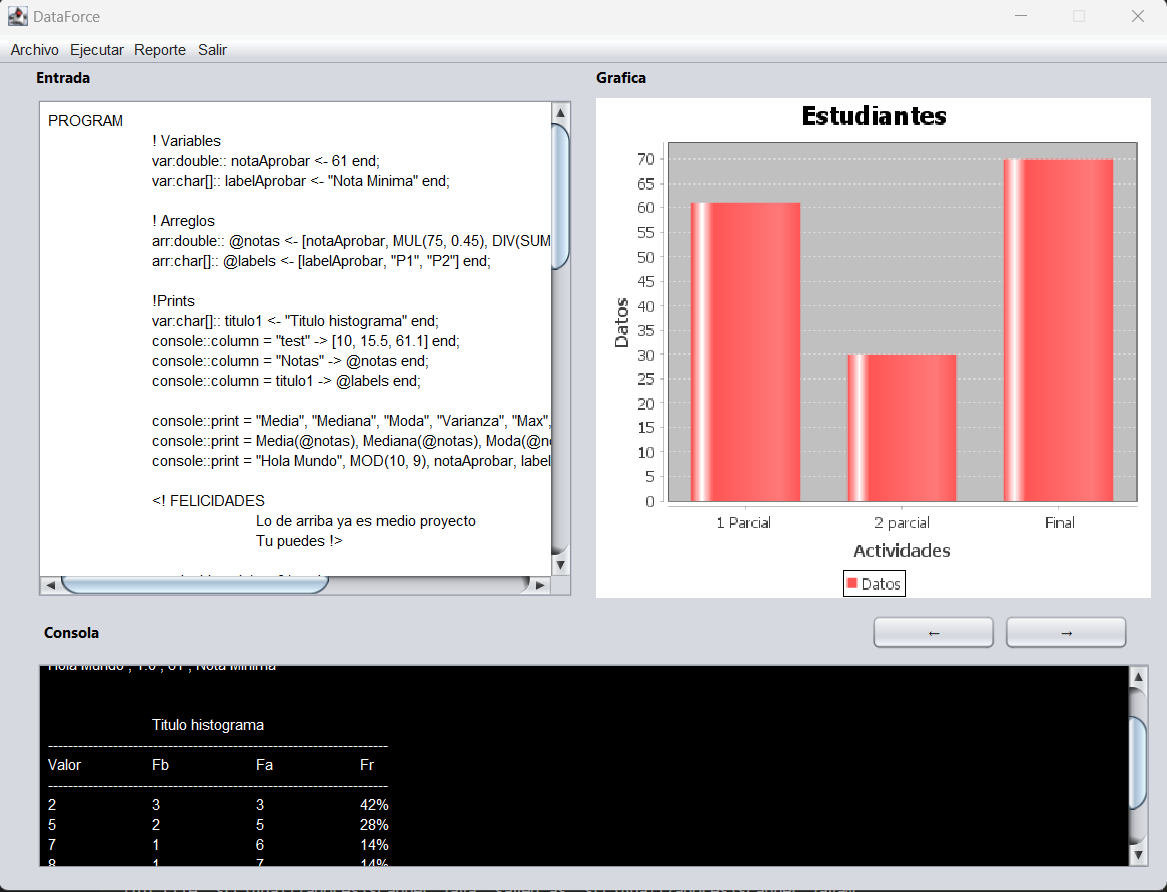 DataForce
Archivo Ejecutar Reporte Salir
Entrada
PROGRAM
! Variables
var:double:: notaAprobar <- 61 end;
var:char[]:: labelAprobar <- "Nota Minima" end;
! Arreglos
arr:double:: @notas <- [notaAprobar, MUL(75, 0.45), DIV(SUM
arr:char[]:: @labels <- [labelAprobar, "P1", "P2"] end;
!Prints
var:char[]:: titulo1 <- "Titulo histograma" end;
console::column = "test" -> [10, 15.5, 61.1] end;
console::column = "Notas" -> @notas end;
console::column = titulo1 -> @labels end;
console::print = "Media", "Mediana", "Moda", "Varianza", "Max",
console::print = Media(@notas), Mediana(@notas), Moda(@no
console::print = "Hola Mundo", MOD(10, 9), notaAprobar, label
<! FELICIDADES
Lo de arriba ya es medio proyecto
Tu puedes !>
Grafica
Estudiantes
70
65
60
55
50
45
40
35
30
25
20
15
10
5
0
Datos
1 Parcial 2 parcial Final
Actividades
Datos
← →
Consola
Hola Mundo , 1.0 , 61 , Nota Minima
Titulo histograma
--------------------------------------------------------------------
Valor Fb Fa Fr
--------------------------------------------------------------------
2 3 3 42%
5 2 5 28%
7 1 6 14%
8 1 7 14%